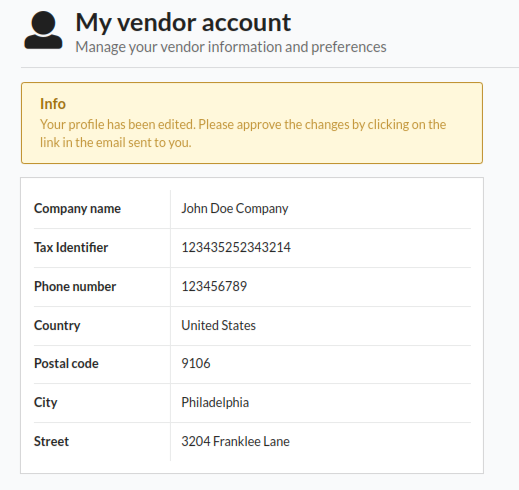 My vendor account
Manage your vendor information and preferences
Info
Your profile has been edited. Please approve the changes by clicking on the
link in the email sent to you.
Company name John Doe Company
Tax Identifier 123435252343214
Phone number 123456789
Country United States
Postal code 9106
City Philadelphia
Street 3204 Franklee Lane